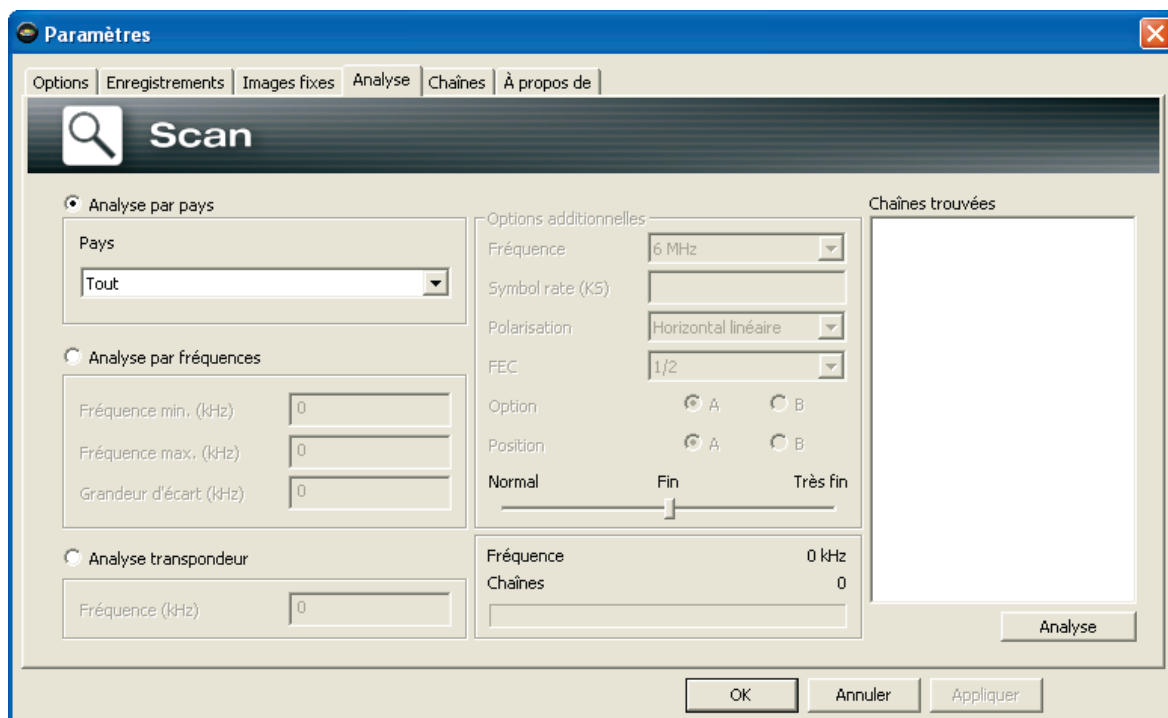 Paramètres
Options Enregistrements Images fixes Analyse Chaînes À propos de
Scan
Analyse par pays
Pays
Tout
Analyse par fréquences
Fréquence min. (kHz) 0
Fréquence max. (kHz) 0
Grandeur d'écart (kHz) 0
Analyse transpondeur
Fréquence (kHz) 0
Options additionnelles
Fréquence 6 MHz
Symbol rate (KS)
Polarisation Horizontal linéaire
FEC 1/2
Option A B
Position A B
Normal Fin Très fin
Fréquence 0 kHz
Chaînes 0
Chaînes trouvées
Analyse
OK Annuler Appliquer